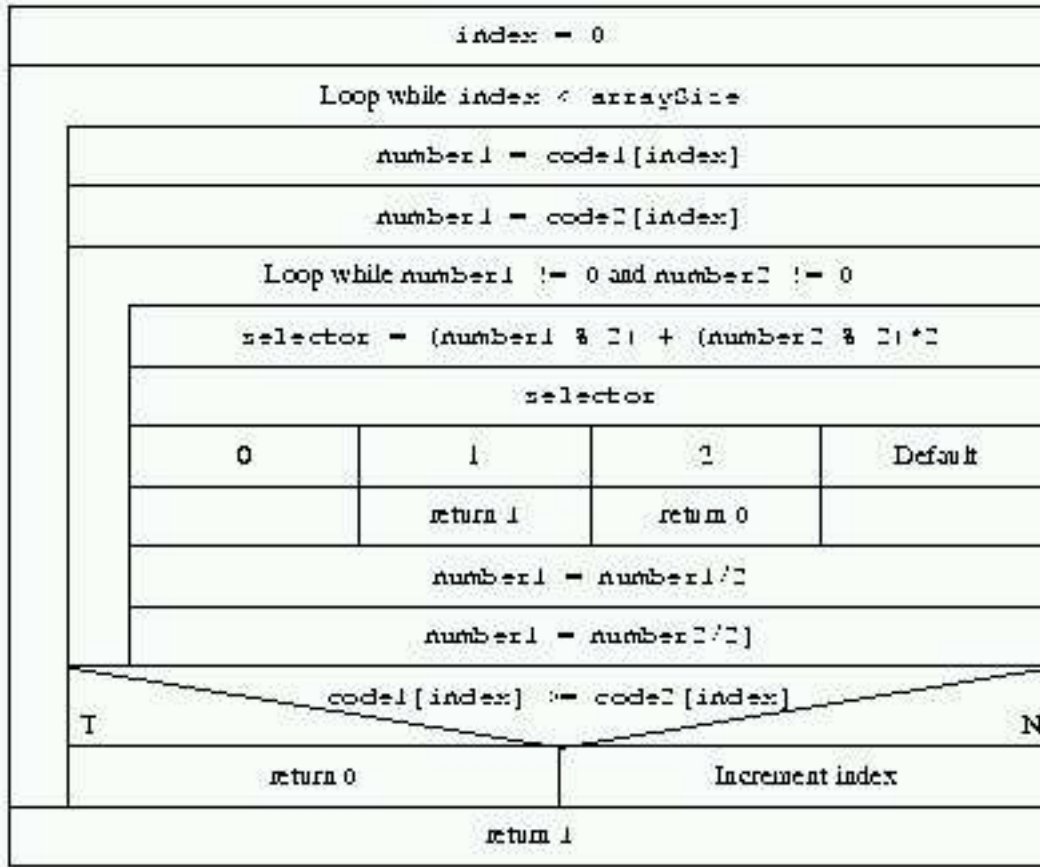 index = 0
Loop while index < arraySize
number1 = code1[index]
number1 = code2[index]
Loop while number1 != 0 and number2 != 0
selector = (number1 % 2) + (number2 % 2)*2
selector
0 1 2 Default
return 1 return 0
number1 = number1/2
number1 = number2/2]
code1[index] >= code2[index]
T N
return 0 Increment index
return 1